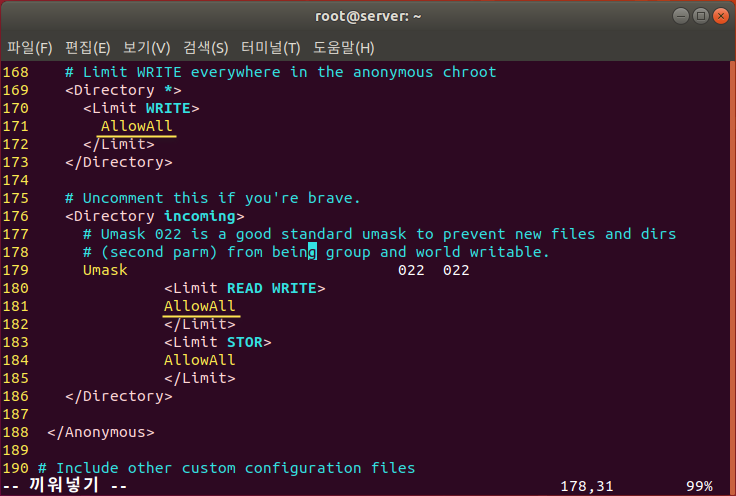 root@server: ~
파일(F) 편집(E) 보기(V) 검색(S) 터미널(T) 도움말(H)
168     # Limit WRITE everywhere in the anonymous chroot
169     <Directory *>
170       <Limit WRITE>
171         AllowAll
172       </Limit>
173     </Directory>
174
175     # Uncomment this if you're brave.
176     <Directory incoming>
177       # Umask 022 is a good standard umask to prevent new files and dirs
178       # (second parm) from being group and world writable.
179       Umask                              022  022
180                <Limit READ WRITE>
181                AllowAll
182                </Limit>
183                <Limit STOR>
184                AllowAll
185                </Limit>
186     </Directory>
187
188   </Anonymous>
189
190 # Include other custom configuration files
-- 끼워넣기 --                                                178,31        99%